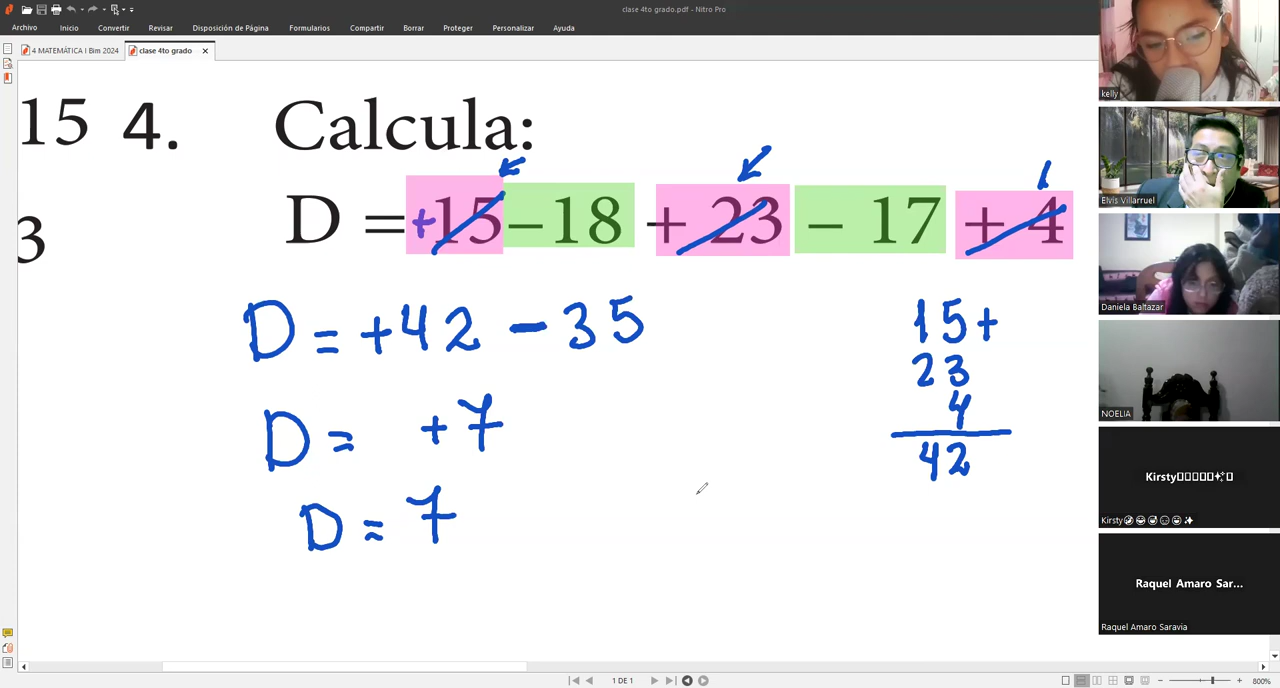 clase 4to grado.pdf - Nitro Pro
Archivo Inicio Convertir Revisar Disposición de Página Formularios Compartir Borrar Proteger Personalizar Ayuda
4 MATEMÁTICA I Bim 2024 clase 4to grado
15 4. Calcula:
D = +15 – 18 + 23 – 17 + 4
3
D = +42 – 35
D = +7
D = 7
15+
23
4
42
kelly
Elvis Villarruel
Daniela Baltazar
NOELIA
Kirsty
Kirsty
Raquel Amaro Sar...
Raquel Amaro Saravia
1 DE 1
800%